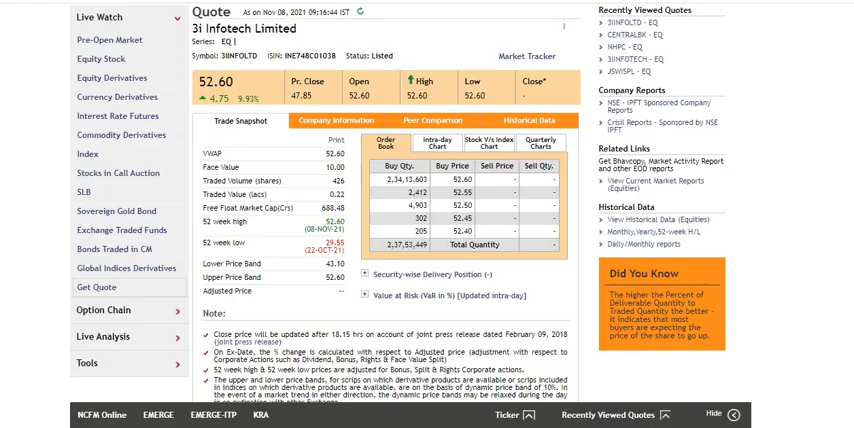 Live Watch
Pre-Open Market
Equity Stock
Equity Derivatives
Currency Derivatives
Interest Rate Futures
Commodity Derivatives
Index
Stocks in Call Auction
SLB
Sovereign Gold Bond
Exchange Traded Funds
Bonds Traded in CM
Global Indices Derivatives
Get Quote
Option Chain
Live Analysis
Tools
Quote As on Nov 08, 2021 09:16:44 IST
3i Infotech Limited
Series: EQ |
Symbol: 3IINFOLTD ISIN: INE748C01038 Status: Listed Market Tracker
52.60 Pr. Close Open High Low Close*
4.75 9.93% 47.85 52.60 52.60 52.60 -
Trade Snapshot Company Information Peer Comparison Historical Data
Print
VWAP 52.60
Face Value 10.00
Traded Volume (shares) 426
Traded Value (lacs) 0.22
Free Float Market Cap(Crs) 688.48
52 week high 52.60
(08-NOV-21)
52 week low 29.55
(22-OCT-21)
Lower Price Band 43.10
Upper Price Band 52.60
Adjusted Price --
Order Book Intra-day Chart Stock V/s Index Chart Quarterly Charts
Buy Qty. Buy Price Sell Price Sell Qty.
2,34,13,603 52.60 - -
2,412 52.55 - -
4,903 52.50 - -
302 52.45 - -
205 52.40 - -
2,37,53,449 Total Quantity -
Security-wise Delivery Position (-)
Value at Risk (VaR in %) [Updated intra-day]
Note:
Close price will be updated after 18.15 hrs on account of joint press release dated February 09, 2018
(joint press release)
On Ex-Date, the % change is calculated with respect to Adjusted price (adjustment with respect to
Corporate Actions such as Dividend, Bonus, Rights & Face Value Split)
52 week high & 52 week low prices are adjusted for Bonus, Split & Rights Corporate actions.
The upper and lower price bands, for scrips on which derivative products are available or scrips included
in indices on which derivative products are available, are on the basis of dynamic price band of 10%. In
the event of a market trend in either direction, the dynamic price bands may be relaxed during the day
Recently Viewed Quotes
3IINFOLTD - EQ
CENTRALBK - EQ
NHPC - EQ
3IINFOTECH - EQ
JSWISPL - EQ
Company Reports
NSE - IPFT Sponsored Company
Reports
Crisil Reports - Sponsored by NSE
IPFT
Related Links
Get Bhavcopy, Market Activity Report
and other EOD reports
View Current Market Reports
(Equities)
Historical Data
View Historical Data (Equities)
Monthly,Yearly,52-week H/L
Daily/Monthly reports
Did You Know
The higher the Percent of
Deliverable Quantity to
Traded Quantity the better -
it indicates that most
buyers are expecting the
price of the share to go up.
NCFM Online EMERGE EMERGE-ITP KRA Ticker Recently Viewed Quotes Hide